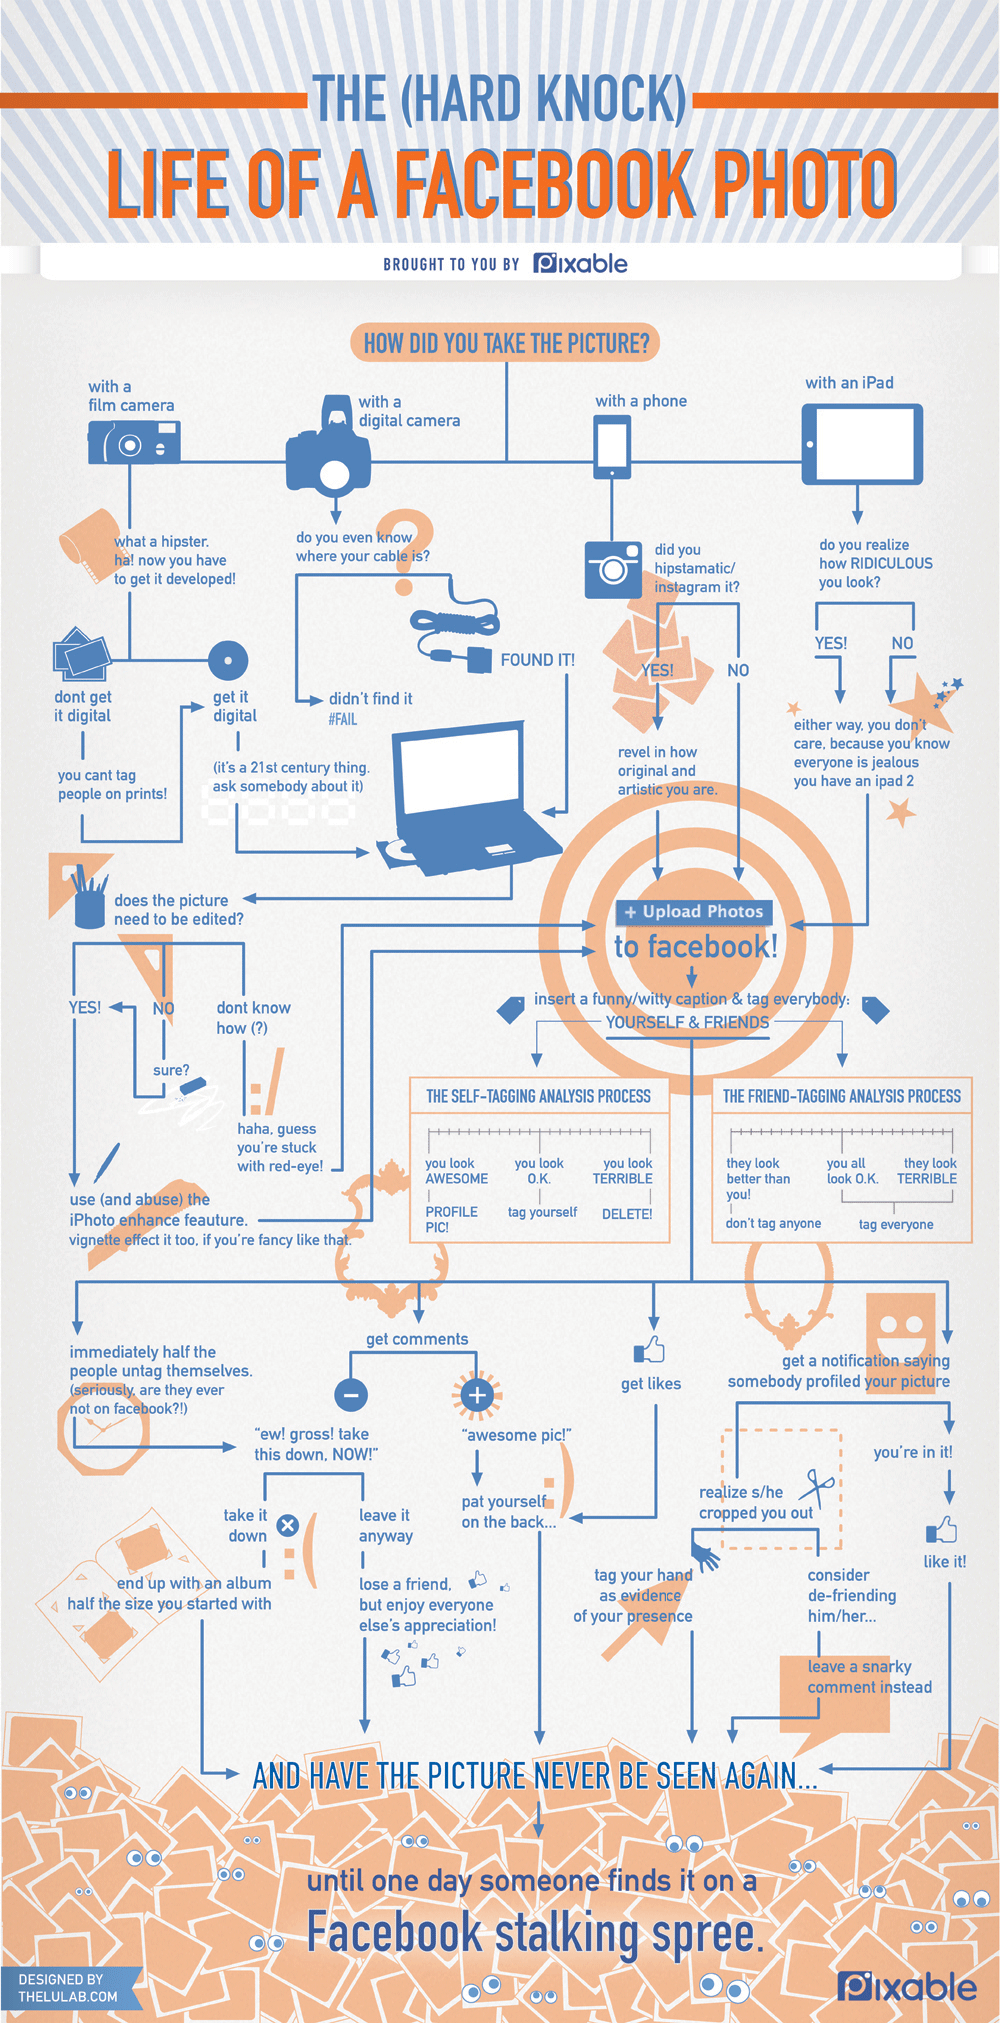 THE (HARD KNOCK)
LIFE OF A FACEBOOK PHOTO
BROUGHT TO YOU BY Pixable
HOW DID YOU TAKE THE PICTURE?
with a
film camera
with a
digital camera
with a phone
with an iPad
what a hipster.
ha! now you have
to get it developed!
do you even know
where your cable is?
?
did you
hipstamatic/
instagram it?
do you realize
how RIDICULOUS
you look?
YES!
NO
YES!
NO
FOUND IT!
didn't find it
#FAIL
dont get
it digital
get it
digital
you cant tag
people on prints!
(it's a 21st century thing.
ask somebody about it)
revel in how
original and
artistic you are.
either way, you don't
care, because you know
everyone is jealous
you have an ipad 2
does the picture
need to be edited?
+ Upload Photos
to facebook!
insert a funny/witty caption & tag everybody:
YOURSELF & FRIENDS
YES!
NO
dont know
how (?)
sure?
:/
haha, guess
you're stuck
with red-eye!
use (and abuse) the
iPhoto enhance feauture.
vignette effect it too, if you're fancy like that.
THE SELF-TAGGING ANALYSIS PROCESS
you look
AWESOME
you look
O.K.
you look
TERRIBLE
PROFILE
PIC!
tag yourself
DELETE!
THE FRIEND-TAGGING ANALYSIS PROCESS
they look
better than
you!
you all
look O.K.
they look
TERRIBLE
don't tag anyone
tag everyone
immediately half the
people untag themselves.
(seriously, are they ever
not on facebook?!)
get comments
−
+
"ew! gross! take
this down, NOW!"
"awesome pic!"
get likes
get a notification saying
somebody profiled your picture
you're in it!
like it!
realize s/he
cropped you out
take it
down
:(
leave it
anyway
pat yourself
on the back...
:)
end up with an album
half the size you started with
lose a friend,
but enjoy everyone
else's appreciation!
tag your hand
as evidence
of your presence
consider
de-friending
him/her...
leave a snarky
comment instead
AND HAVE THE PICTURE NEVER BE SEEN AGAIN...
until one day someone finds it on a
Facebook stalking spree.
DESIGNED BY
THELULAB.COM
Pixable